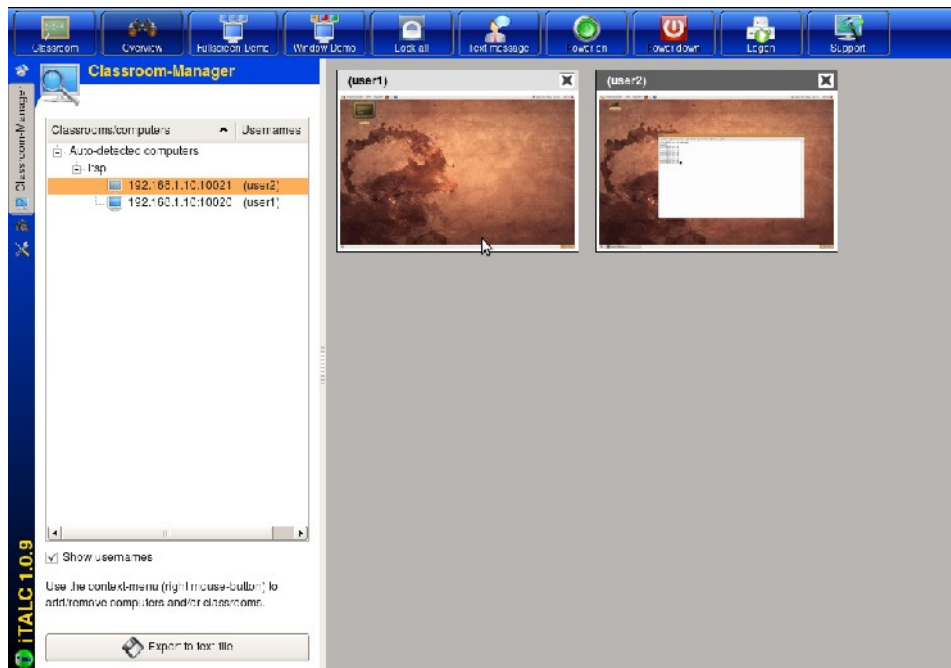 Classroom
Overview
Fullscreen Demo
Window Demo
Lock all
Text message
Power on
Power down
Logon
Support
Classroom-Manager
Classroom-Manager
Classrooms/computers
Usernames
Auto-detected computers
ltsp
192.168.1.10:10021 (user2)
192.168.1.10:10020 (user1)
Show usernames
Use the context-menu (right mouse-button) to
add/remove computers and/or classrooms.
Export to text file
iTALC 1.0.9
(user1)
(user2)